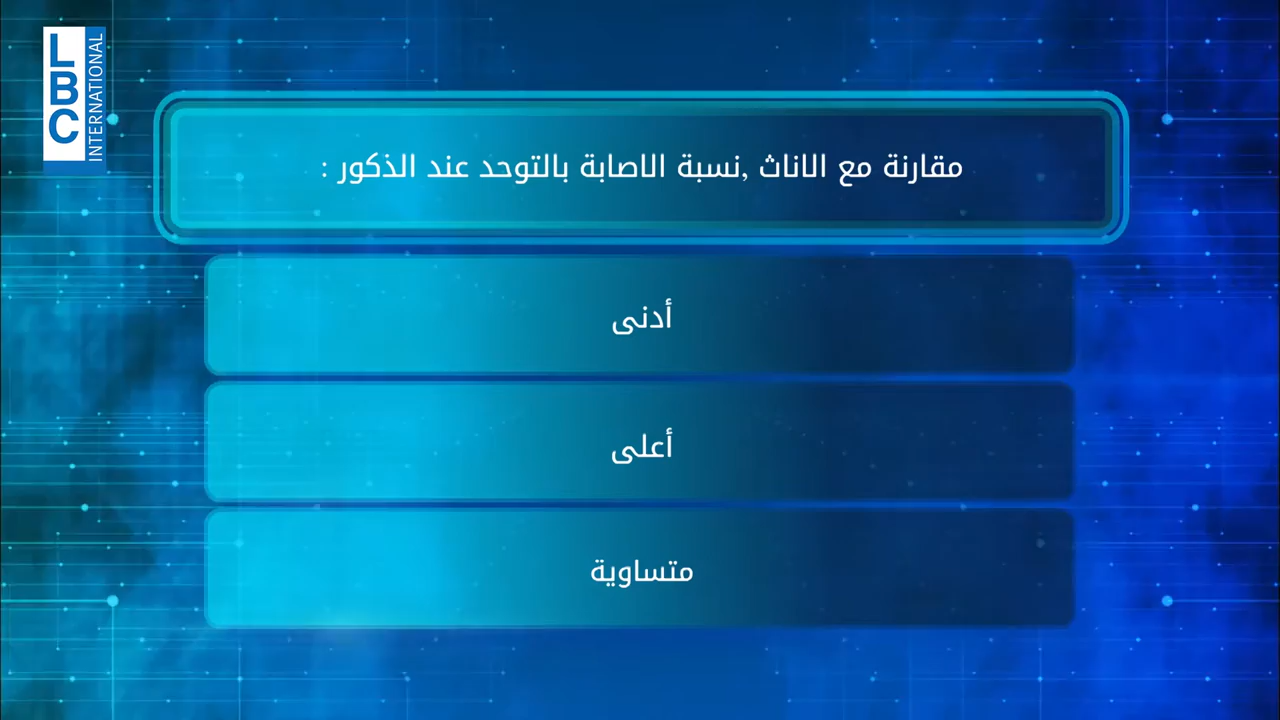 LBC
INTERNATIONAL
مقارنة مع الاناث ,نسبة الاصابة بالتوحد عند الذكور :
أدنى
أعلى
متساوية